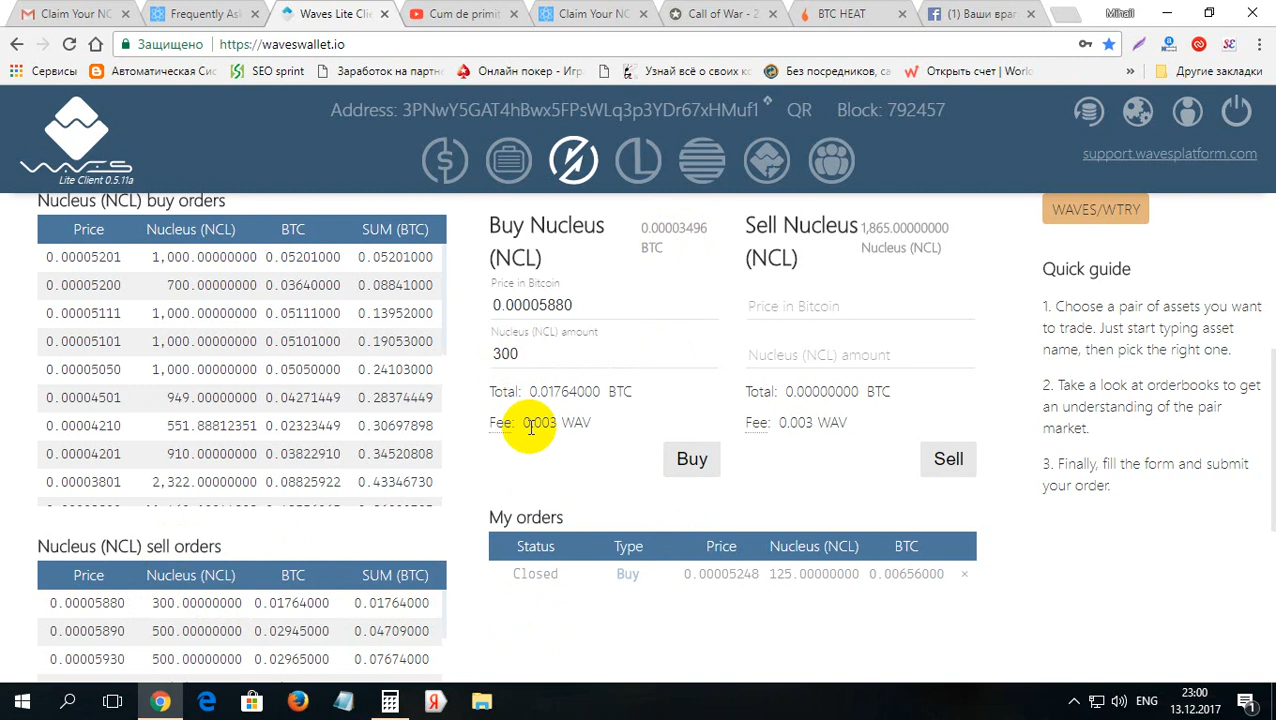 Claim Your NC
Frequently Ask
Waves Lite Clie
Cum de primit
Claim Your NC
Call of War - 2
BTC HEAT
(1) Ваши враг
Mihail
Защищено
https://waveswallet.io
Сервисы
Автоматическая Сис
SEO sprint
Заработок на партн
Онлайн покер - Игр
Узнай всё о своих ко
Без посредников, са
Открыть счет | World
»
Другие закладки
Address: 3PNwY5GAT4hBwx5FPsWLq3p3YDr67xHMuf1
QR
Block: 792457
WAVES
Lite Client 0.5.11a
support.wavesplatform.com
Nucleus (NCL) buy orders
Price Nucleus (NCL) BTC SUM (BTC)
0.00005201 1,000.00000000 0.05201000 0.05201000
0.00005200 700.00000000 0.03640000 0.08841000
0.00005111 1,000.00000000 0.05111000 0.13952000
0.00005101 1,000.00000000 0.05101000 0.19053000
0.00005050 1,000.00000000 0.05050000 0.24103000
0.00004501 949.00000000 0.04271449 0.28374449
0.00004210 551.88812351 0.02323449 0.30697898
0.00004201 910.00000000 0.03822910 0.34520808
0.00003801 2,322.00000000 0.08825922 0.43346730
Nucleus (NCL) sell orders
Price Nucleus (NCL) BTC SUM (BTC)
0.00005880 300.00000000 0.01764000 0.01764000
0.00005890 500.00000000 0.02945000 0.04709000
0.00005930 500.00000000 0.02965000 0.07674000
Buy Nucleus
(NCL)
0.00003496
BTC
Price in Bitcoin
0.00005880
Nucleus (NCL) amount
300
Total: 0.01764000 BTC
Fee: 0.003 WAV
Buy
Sell Nucleus
(NCL)
1,865.00000000
Nucleus (NCL)
Price in Bitcoin
Nucleus (NCL) amount
Total: 0.00000000 BTC
Fee: 0.003 WAV
Sell
My orders
Status Type Price Nucleus (NCL) BTC
Closed Buy 0.00005248 125.00000000 0.00656000 ×
WAVES/WTRY
Quick guide
1. Choose a pair of assets you want
to trade. Just start typing asset
name, then pick the right one.
2. Take a look at orderbooks to get
an understanding of the pair
market.
3. Finally, fill the form and submit
your order.
ENG
23:00
13.12.2017